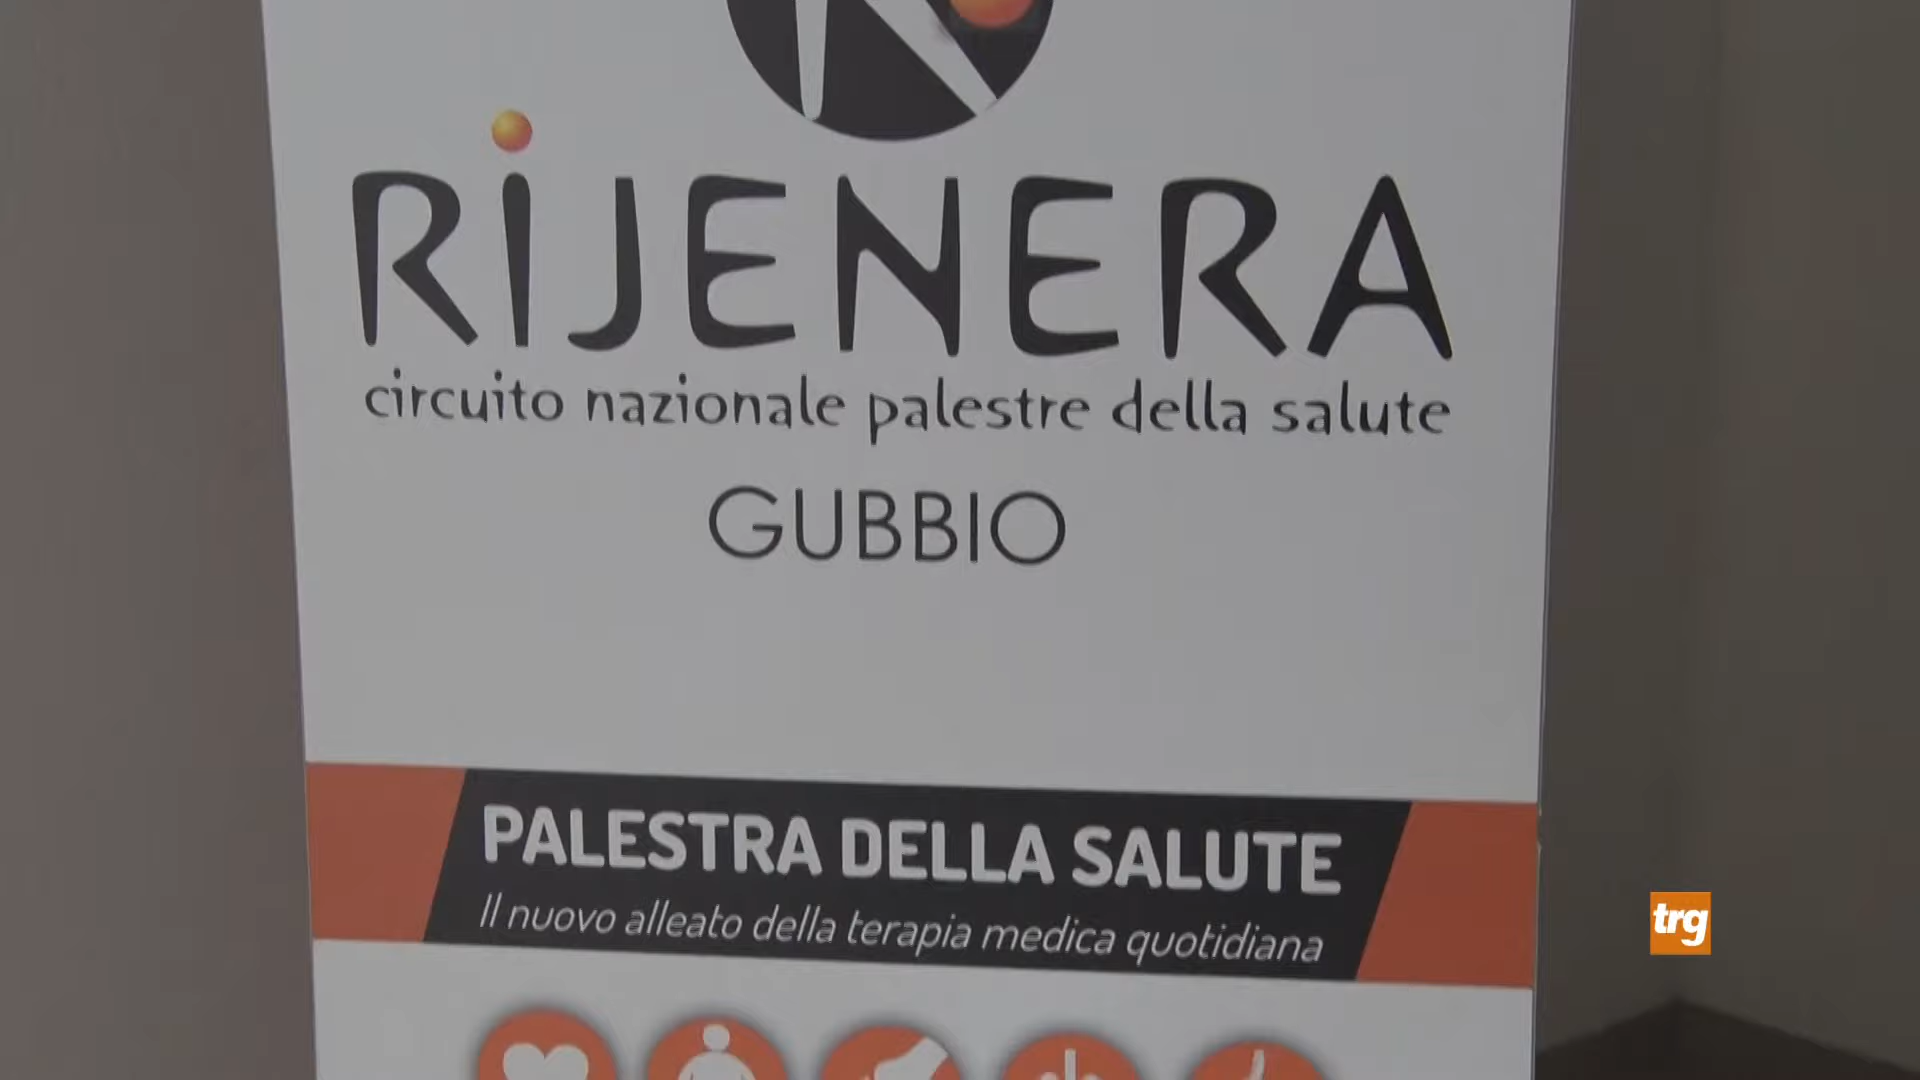 RiJENERA
circuito nazionale palestre della salute
GUBBIO
PALESTRA DELLA SALUTE
Il nuovo alleato della terapia medica quotidiana
trg